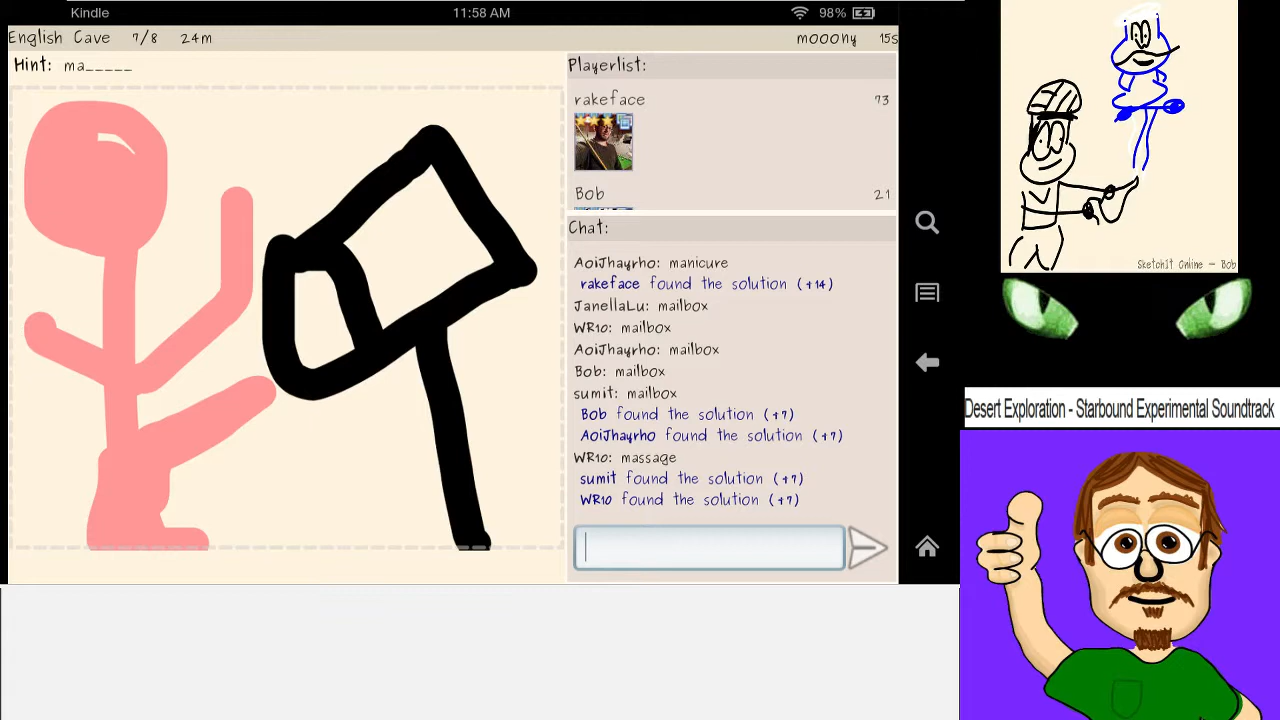 Kindle 11:58 AM 98%
English Cave 7/8 24m mooony 15s
Hint: ma_____
Playerlist:
rakeface 73
Bob 21
Chat:
AoiJhayrho: manicure
rakeface found the solution (+14)
JanellaLu: mailbox
WR10: mailbox
AoiJhayrho: mailbox
Bob: mailbox
sumit: mailbox
Bob found the solution (+7)
AoiJhayrho found the solution (+7)
WR10: massage
sumit found the solution (+7)
WR10 found the solution (+7)
SketchIt Online - Bob
Desert Exploration - Starbound Experimental Soundtrack